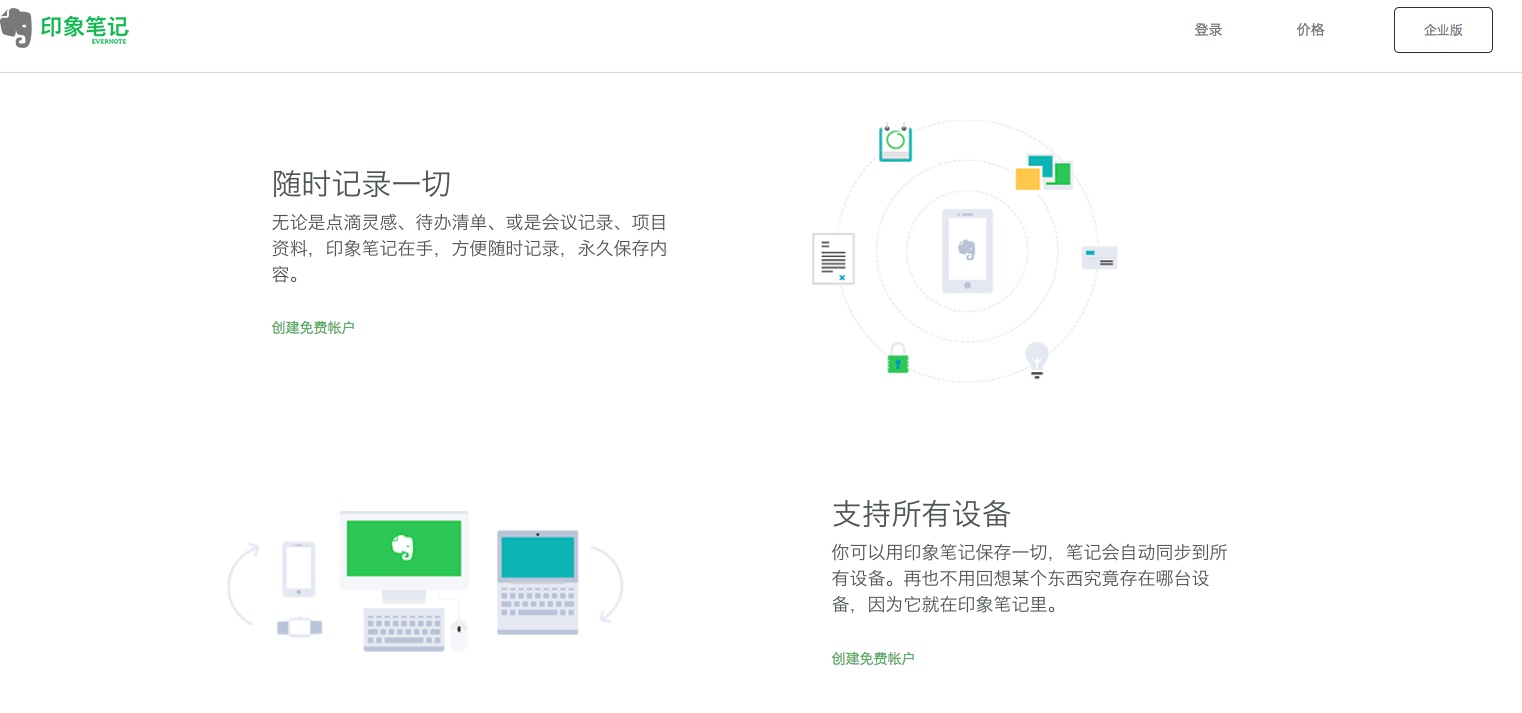 印象笔记
EVERNOTE
登录
价格
企业版
随时记录一切
无论是点滴灵感、待办清单、或是会议记录、项目
资料，印象笔记在手，方便随时记录，永久保存内
容。
创建免费帐户
支持所有设备
你可以用印象笔记保存一切，笔记会自动同步到所
有设备。再也不用回想某个东西究竟存在哪台设
备，因为它就在印象笔记里。
创建免费帐户